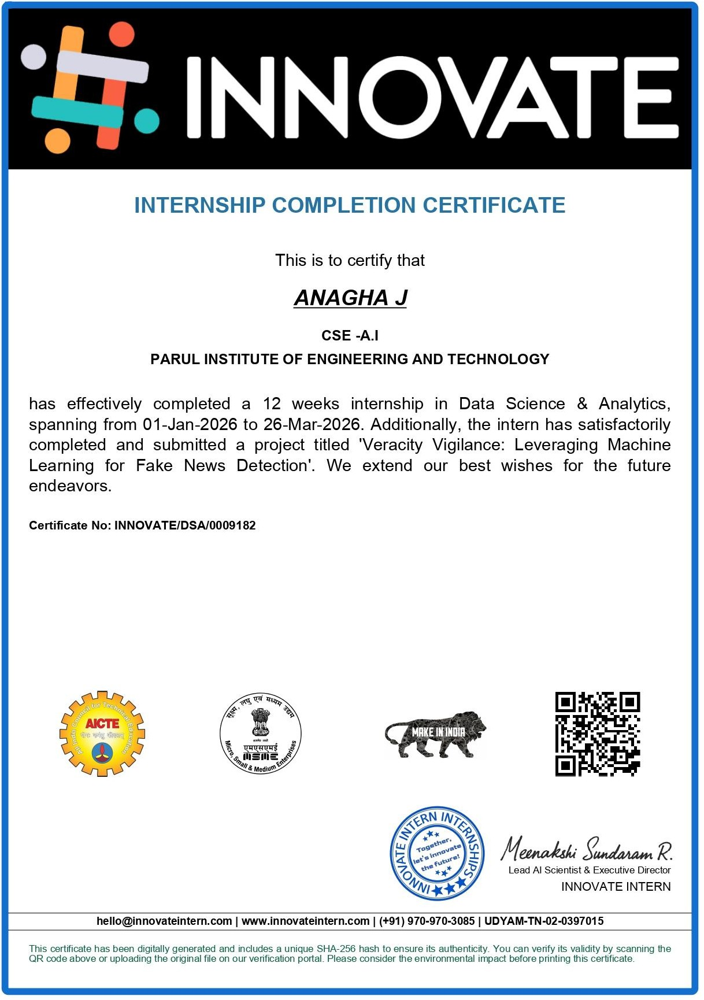 INNOVATE
INTERNSHIP COMPLETION CERTIFICATE
This is to certify that
ANAGHA J
CSE -A.I
PARUL INSTITUTE OF ENGINEERING AND TECHNOLOGY
has effectively completed a 12 weeks internship in Data Science & Analytics,
spanning from 01-Jan-2026 to 26-Mar-2026. Additionally, the intern has satisfactorily
completed and submitted a project titled 'Veracity Vigilance: Leveraging Machine
Learning for Fake News Detection'. We extend our best wishes for the future
endeavors.
Certificate No: INNOVATE/DSA/0009182
All India Council for Technical Education
AICTE
योगः कर्मसु कौशलम्
सूक्ष्म, लघु एवं मध्यम उद्यम
सत्यमेव जयते
एमएसएमई
MSME
Micro, Small & Medium Enterprises
MAKE IN INDIA
INNOVATE INTERN INTERNSHIPS
Together,
let's innovate
the future!
Meenakshi Sundaram R.
Lead AI Scientist & Executive Director
INNOVATE INTERN
hello@innovateintern.com | www.innovateintern.com | (+91) 970-970-3085 | UDYAM-TN-02-0397015
This certificate has been digitally generated and includes a unique SHA-256 hash to ensure its authenticity. You can verify its validity by scanning the
QR code above or uploading the original file on our verification portal. Please consider the environmental impact before printing this certificate.